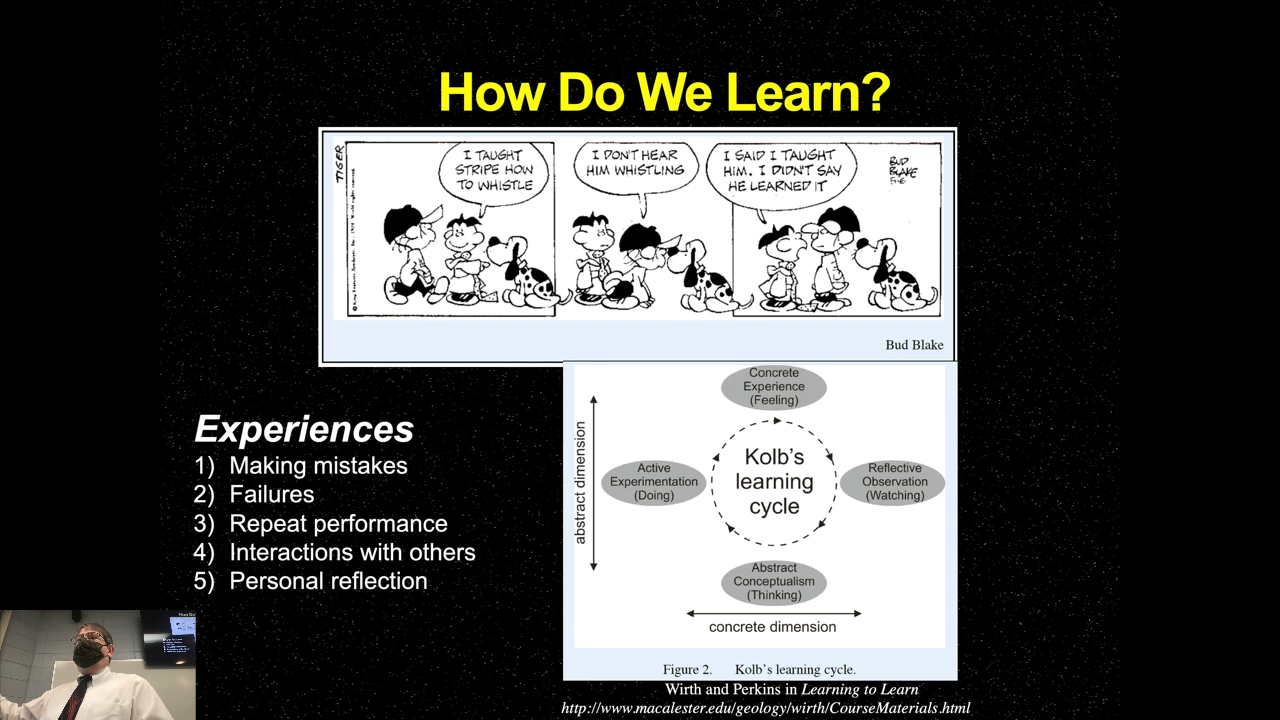 How Do We Learn?
TIGER
I TAUGHT
STRIPE HOW
TO WHISTLE
I DON'T HEAR
HIM WHISTLING
I SAID I TAUGHT
HIM. I DIDN'T SAY
HE LEARNED IT
BUD
BLAKE
5-6
Bud Blake
Experiences
1) Making mistakes
2) Failures
3) Repeat performance
4) Interactions with others
5) Personal reflection
Concrete
Experience
(Feeling)
abstract dimension
Active
Experimentation
(Doing)
Kolb's
learning
cycle
Reflective
Observation
(Watching)
Abstract
Conceptualism
(Thinking)
concrete dimension
Figure 2. Kolb's learning cycle.
Wirth and Perkins in Learning to Learn
http://www.macalester.edu/geology/wirth/CourseMaterials.html